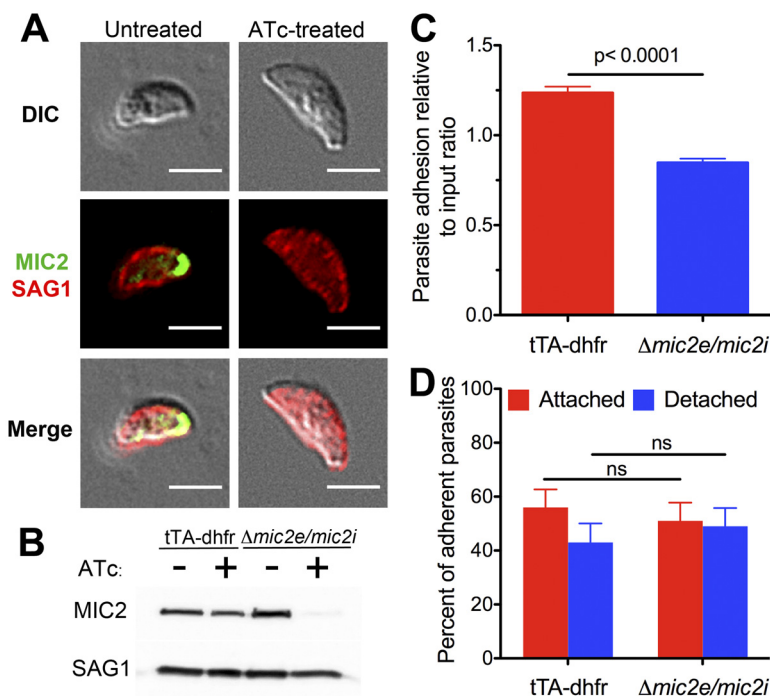 A
Untreated
ATc-treated
DIC
MIC2
SAG1
Merge
B
tTA-dhfr
Δmic2e/mic2i
ATc:
- + - +
MIC2
SAG1
C
Parasite adhesion relative
to input ratio
1.5
1.0
0.5
0.0
p< 0.0001
tTA-dhfr
Δmic2e/mic2i
D
Percent of adherent parasites
100
80
60
40
20
0
Attached
Detached
ns
ns
tTA-dhfr
Δmic2e/mic2i